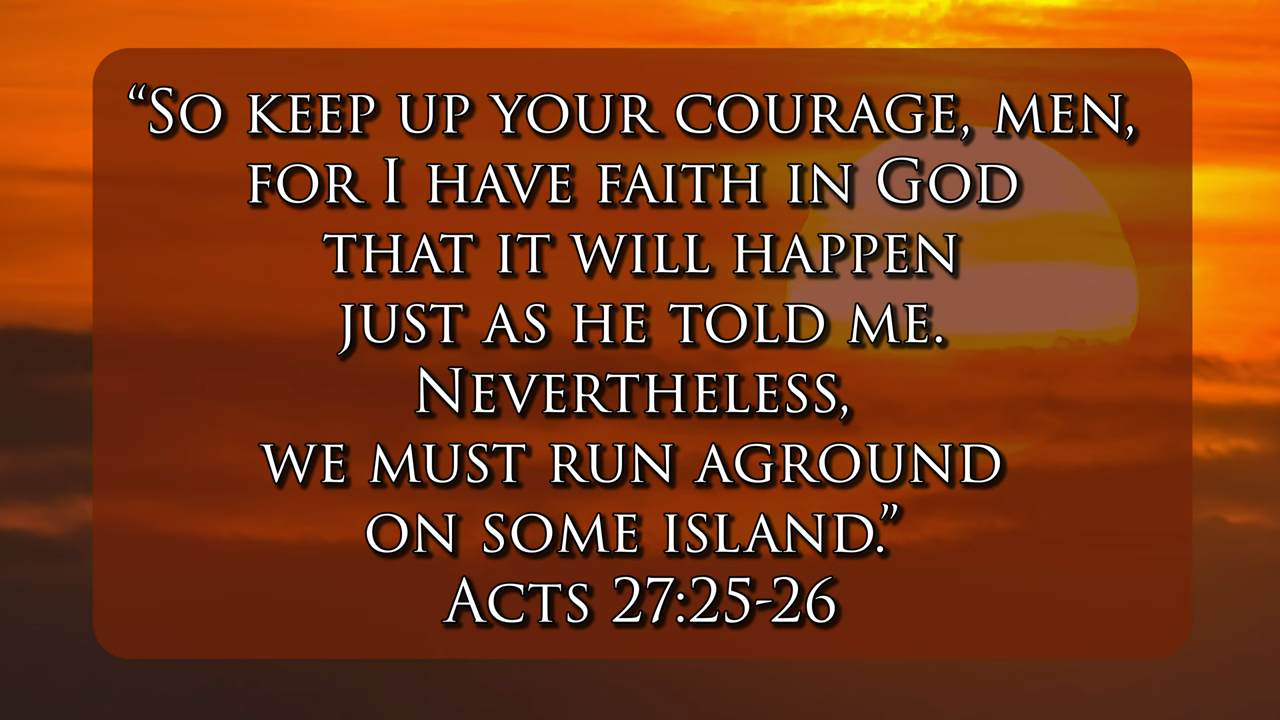 “So keep up your courage, men,
for I have faith in God
that it will happen
just as he told me.
Nevertheless,
we must run aground
on some island.”
Acts 27:25-26